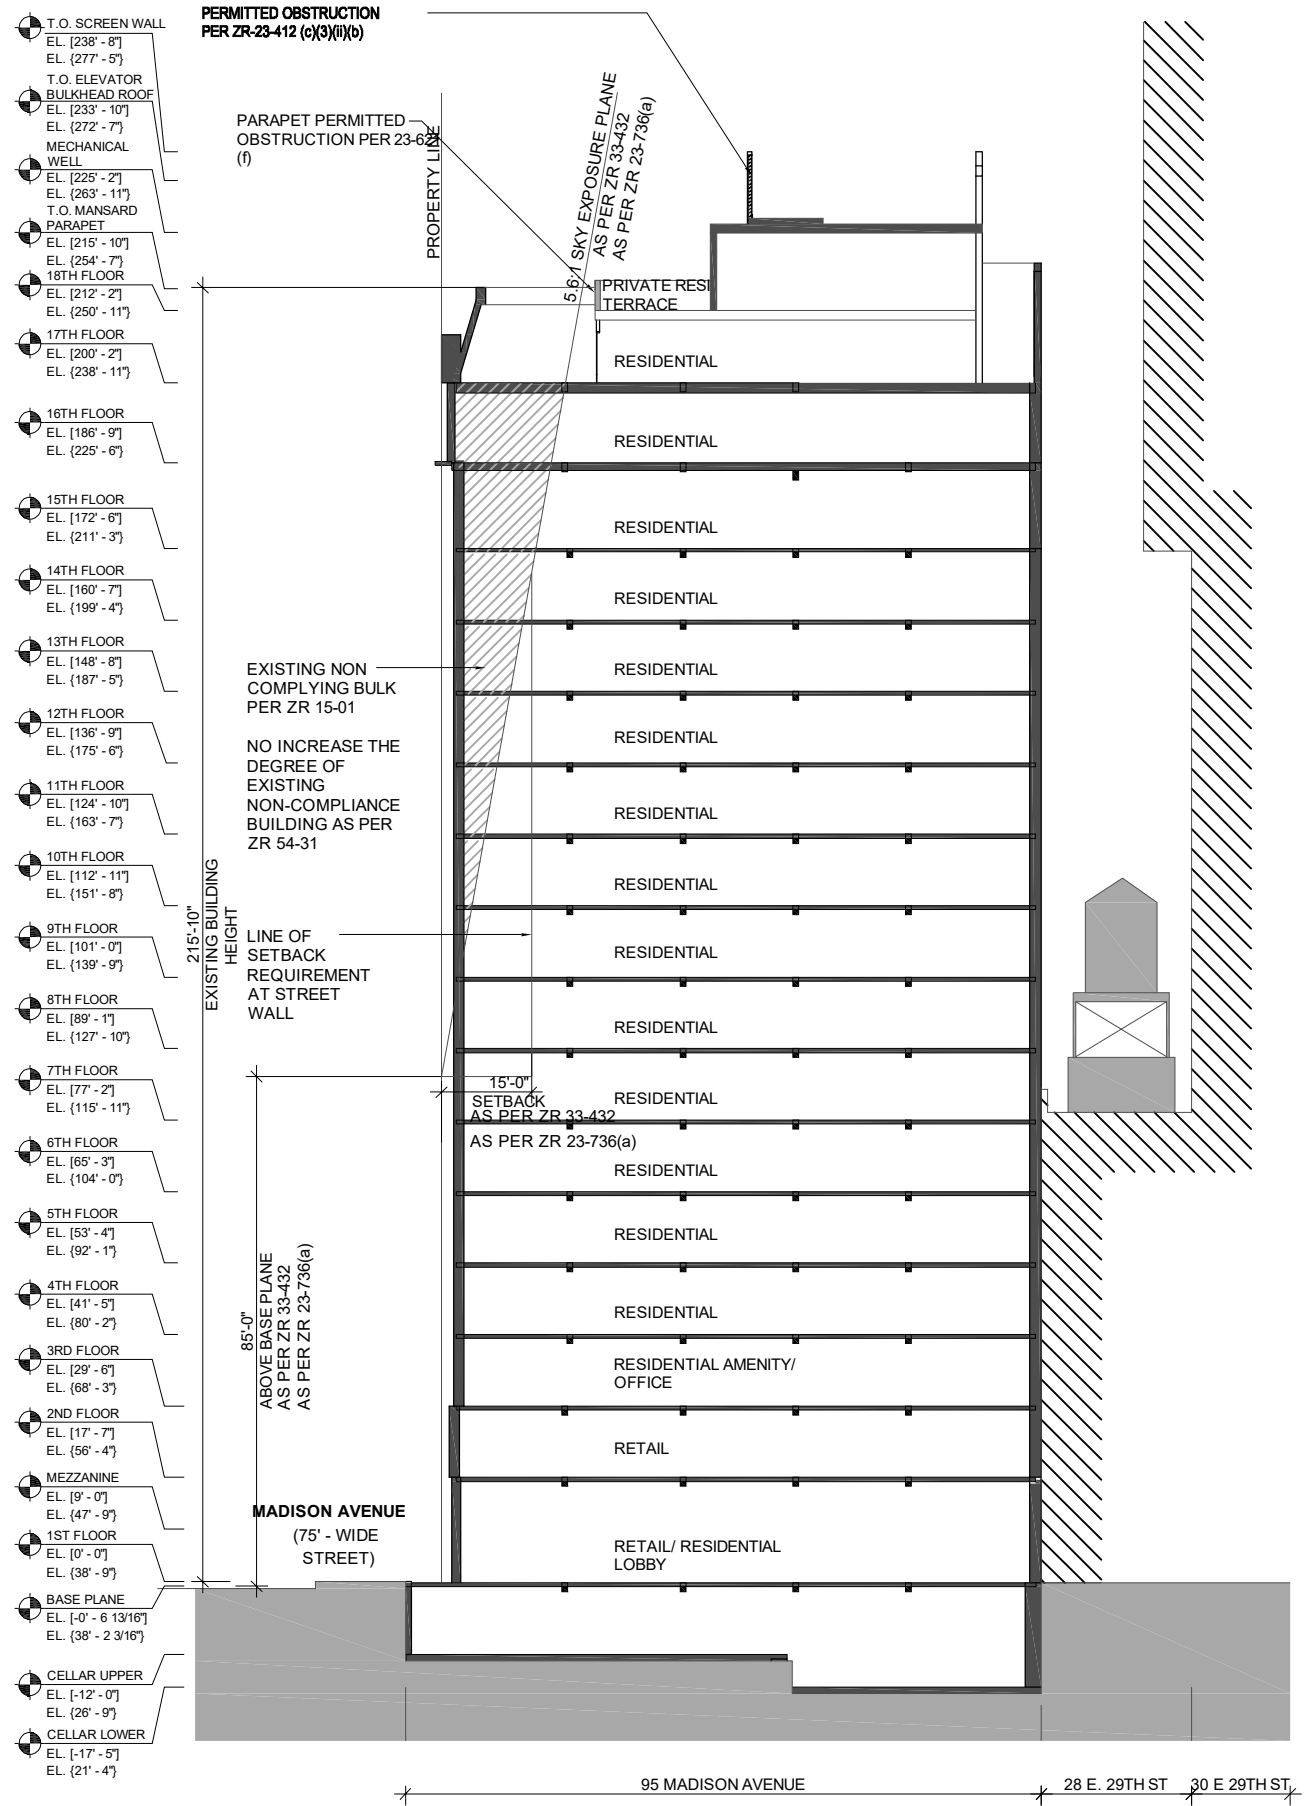 T.O. SCREEN WALL
EL. [238' - 8"]
EL. {277' - 5"}
T.O. ELEVATOR
BULKHEAD ROOF
EL. [233' - 10"]
EL. {272' - 7"}
MECHANICAL
WELL
EL. [225' - 2"]
EL. {263' - 11"}
T.O. MANSARD
PARAPET
EL. [215' - 10"]
EL. {254' - 7"}
18TH FLOOR
EL. [212' - 2"]
EL. {250' - 11"}
17TH FLOOR
EL. [200' - 2"]
EL. {238' - 11"}
16TH FLOOR
EL. [186' - 9"]
EL. {225' - 6"}
15TH FLOOR
EL. [172' - 6"]
EL. {211' - 3"}
14TH FLOOR
EL. [160' - 7"]
EL. {199' - 4"}
13TH FLOOR
EL. [148' - 8"]
EL. {187' - 5"}
12TH FLOOR
EL. [136' - 9"]
EL. {175' - 6"}
11TH FLOOR
EL. [124' - 10"]
EL. {163' - 7"}
10TH FLOOR
EL. [112' - 11"]
EL. {151' - 8"}
9TH FLOOR
EL. [101' - 0"]
EL. {139' - 9"}
8TH FLOOR
EL. [89' - 1"]
EL. {127' - 10"}
7TH FLOOR
EL. [77' - 2"]
EL. {115' - 11"}
6TH FLOOR
EL. [65' - 3"]
EL. {104' - 0"}
5TH FLOOR
EL. [53' - 4"]
EL. {92' - 1"}
4TH FLOOR
EL. [41' - 5"]
EL. {80' - 2"}
3RD FLOOR
EL. [29' - 6"]
EL. {68' - 3"}
2ND FLOOR
EL. [17' - 7"]
EL. {56' - 4"}
MEZZANINE
EL. [9' - 0"]
EL. {47' - 9"}
1ST FLOOR
EL. [0' - 0"]
EL. {38' - 9"}
BASE PLANE
EL. [-0' - 6 13/16"]
EL. {38' - 2 3/16"}
CELLAR UPPER
EL. [-12' - 0"]
EL. {26' - 9"}
CELLAR LOWER
EL. [-17' - 5"]
EL. {21' - 4"}
PERMITTED OBSTRUCTION
PER ZR-23-412 (c)(3)(ii)(b)
PARAPET PERMITTED
OBSTRUCTION PER 23-621
(f)
PROPERTY LINE
5.6:1 SKY EXPOSURE PLANE
AS PER ZR 33-432
AS PER ZR 23-736(a)
PRIVATE RESI
TERRACE
RESIDENTIAL
RESIDENTIAL
RESIDENTIAL
RESIDENTIAL
RESIDENTIAL
RESIDENTIAL
RESIDENTIAL
RESIDENTIAL
RESIDENTIAL
RESIDENTIAL
RESIDENTIAL
RESIDENTIAL
RESIDENTIAL
RESIDENTIAL
RESIDENTIAL AMENITY/
OFFICE
RETAIL
RETAIL/ RESIDENTIAL
LOBBY
EXISTING NON
COMPLYING BULK
PER ZR 15-01
NO INCREASE THE
DEGREE OF
EXISTING
NON-COMPLIANCE
BUILDING AS PER
ZR 54-31
215'-10"
EXISTING BUILDING
HEIGHT
LINE OF
SETBACK
REQUIREMENT
AT STREET
WALL
15'-0"
SETBACK
AS PER ZR 33-432
AS PER ZR 23-736(a)
85'-0"
ABOVE BASE PLANE
AS PER ZR 33-432
AS PER ZR 23-736(a)
MADISON AVENUE
(75' - WIDE
STREET)
95 MADISON AVENUE
28 E. 29TH ST
30 E 29TH ST